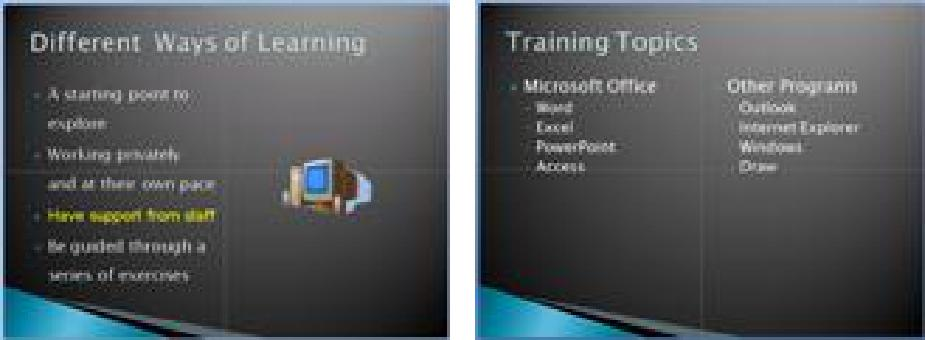 Different Ways of Learning
A starting point to
explore
Working privately
and at their own pace
Have support from staff
Be guided through a
series of exercises
Training Topics
Microsoft Office
Word
Excel
PowerPoint
Access
Other Programs
Outlook
Internet Explorer
Windows
Draw